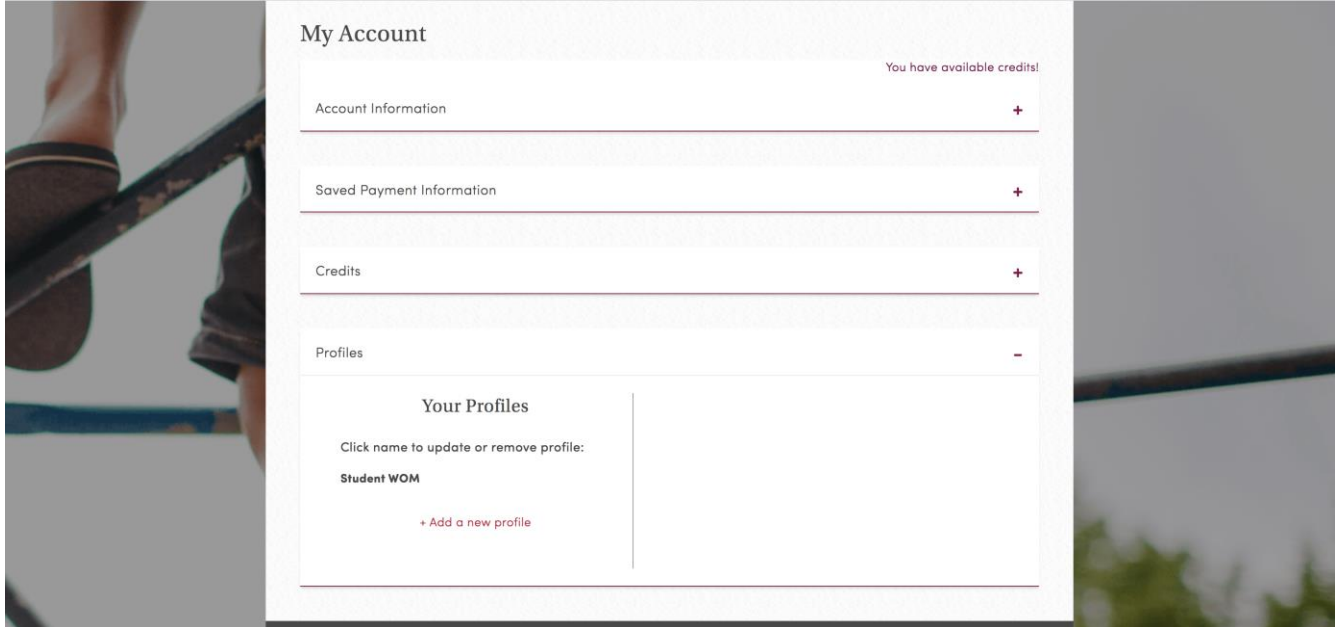 My Account
You have available credits!
Account Information
+
Saved Payment Information
+
Credits
+
Profiles
-
Your Profiles
Click name to update or remove profile:
Student WOM
+ Add a new profile